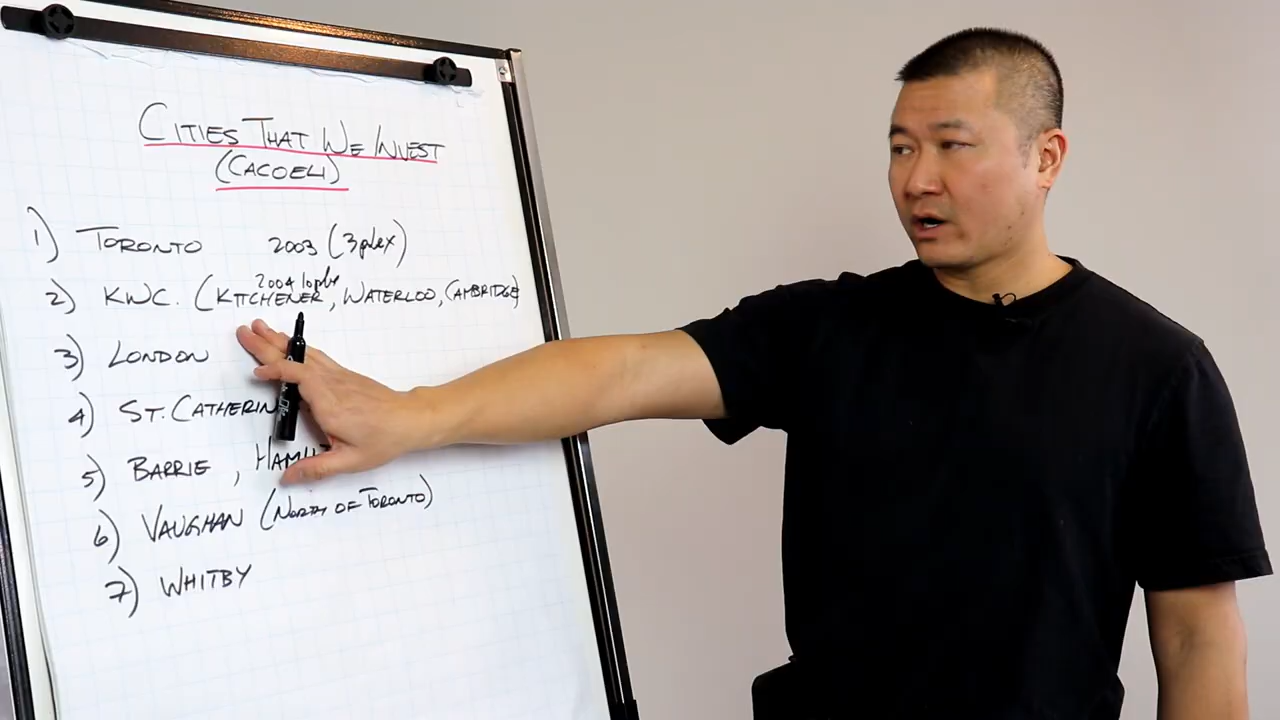 CITIES THAT WE INVEST
(CACOELI)
1) TORONTO 2003 (3plex)
2004 10plx
2) KWC. (KITCHENER, WATERLOO, CAMBRIDGE)
3) LONDON
4) ST. CATHERIN
5) BARRIE, HAMIL
6) VAUGHAN (NORTH OF TORONTO)
7) WHITBY